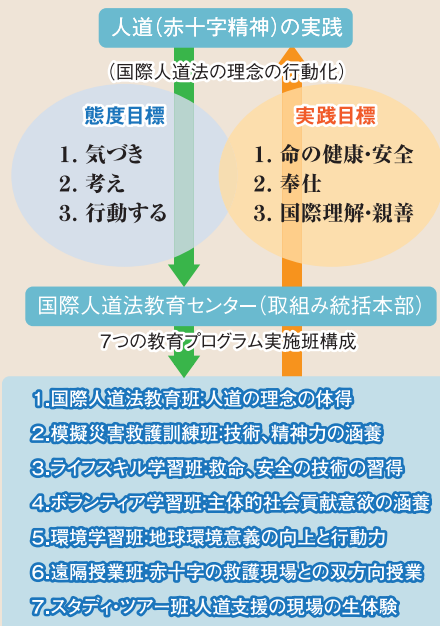 人道（赤十字精神）の実践
（国際人道法の理念の行動化）
態度目標
1. 気づき
2. 考え
3. 行動する
実践目標
1. 命の健康・安全
2. 奉仕
3. 国際理解・親善
国際人道法教育センター（取組み統括本部）
7つの教育プログラム実施班構成
1.国際人道法教育班：人道の理念の体得
2.模擬災害救護訓練班：技術、精神力の涵養
3.ライフスキル学習班：救命、安全の技術の習得
4.ボランティア学習班：主体的社会貢献意欲の涵養
5.環境学習班：地球環境意義の向上と行動力
6.遠隔授業班：赤十字の救護現場との双方向授業
7.スタディ・ツアー班：人道支援の現場の生体験